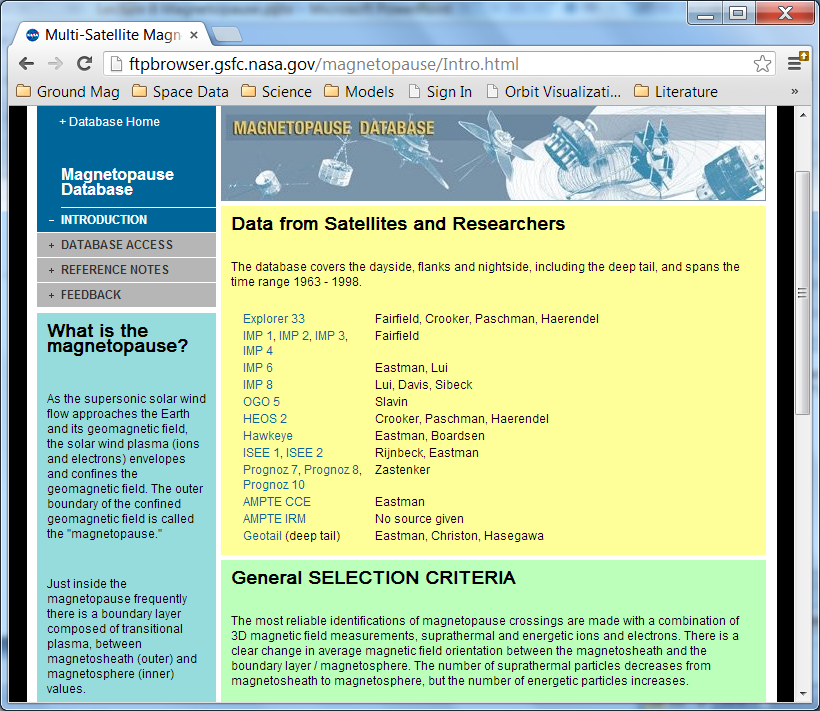 Multi-Satellite Magn
ftpbrowser.gsfc.nasa.gov/magnetopause/Intro.html
Ground Mag Space Data Science Models Sign In Orbit Visualizati... Literature »
+ Database Home
Magnetopause
Database
– INTRODUCTION
+ DATABASE ACCESS
+ REFERENCE NOTES
+ FEEDBACK
What is the
magnetopause?
As the supersonic solar wind
flow approaches the Earth
and its geomagnetic field,
the solar wind plasma (ions
and electrons) envelopes
and confines the
geomagnetic field. The outer
boundary of the confined
geomagnetic field is called
the "magnetopause."
Just inside the
magnetopause frequently
there is a boundary layer
composed of transitional
plasma, between
magnetosheath (outer) and
magnetosphere (inner)
values.
MAGNETOPAUSE DATABASE
Data from Satellites and Researchers
The database covers the dayside, flanks and nightside, including the deep tail, and spans the
time range 1963 - 1998.
Explorer 33 Fairfield, Crooker, Paschman, Haerendel
IMP 1, IMP 2, IMP 3, Fairfield
IMP 4
IMP 6 Eastman, Lui
IMP 8 Lui, Davis, Sibeck
OGO 5 Slavin
HEOS 2 Crooker, Paschman, Haerendel
Hawkeye Eastman, Boardsen
ISEE 1, ISEE 2 Rijnbeck, Eastman
Prognoz 7, Prognoz 8, Zastenker
Prognoz 10
AMPTE CCE Eastman
AMPTE IRM No source given
Geotail (deep tail) Eastman, Christon, Hasegawa
General SELECTION CRITERIA
The most reliable identifications of magnetopause crossings are made with a combination of
3D magnetic field measurements, suprathermal and energetic ions and electrons. There is a
clear change in average magnetic field orientation between the magnetosheath and the
boundary layer / magnetosphere. The number of suprathermal particles decreases from
magnetosheath to magnetosphere, but the number of energetic particles increases.